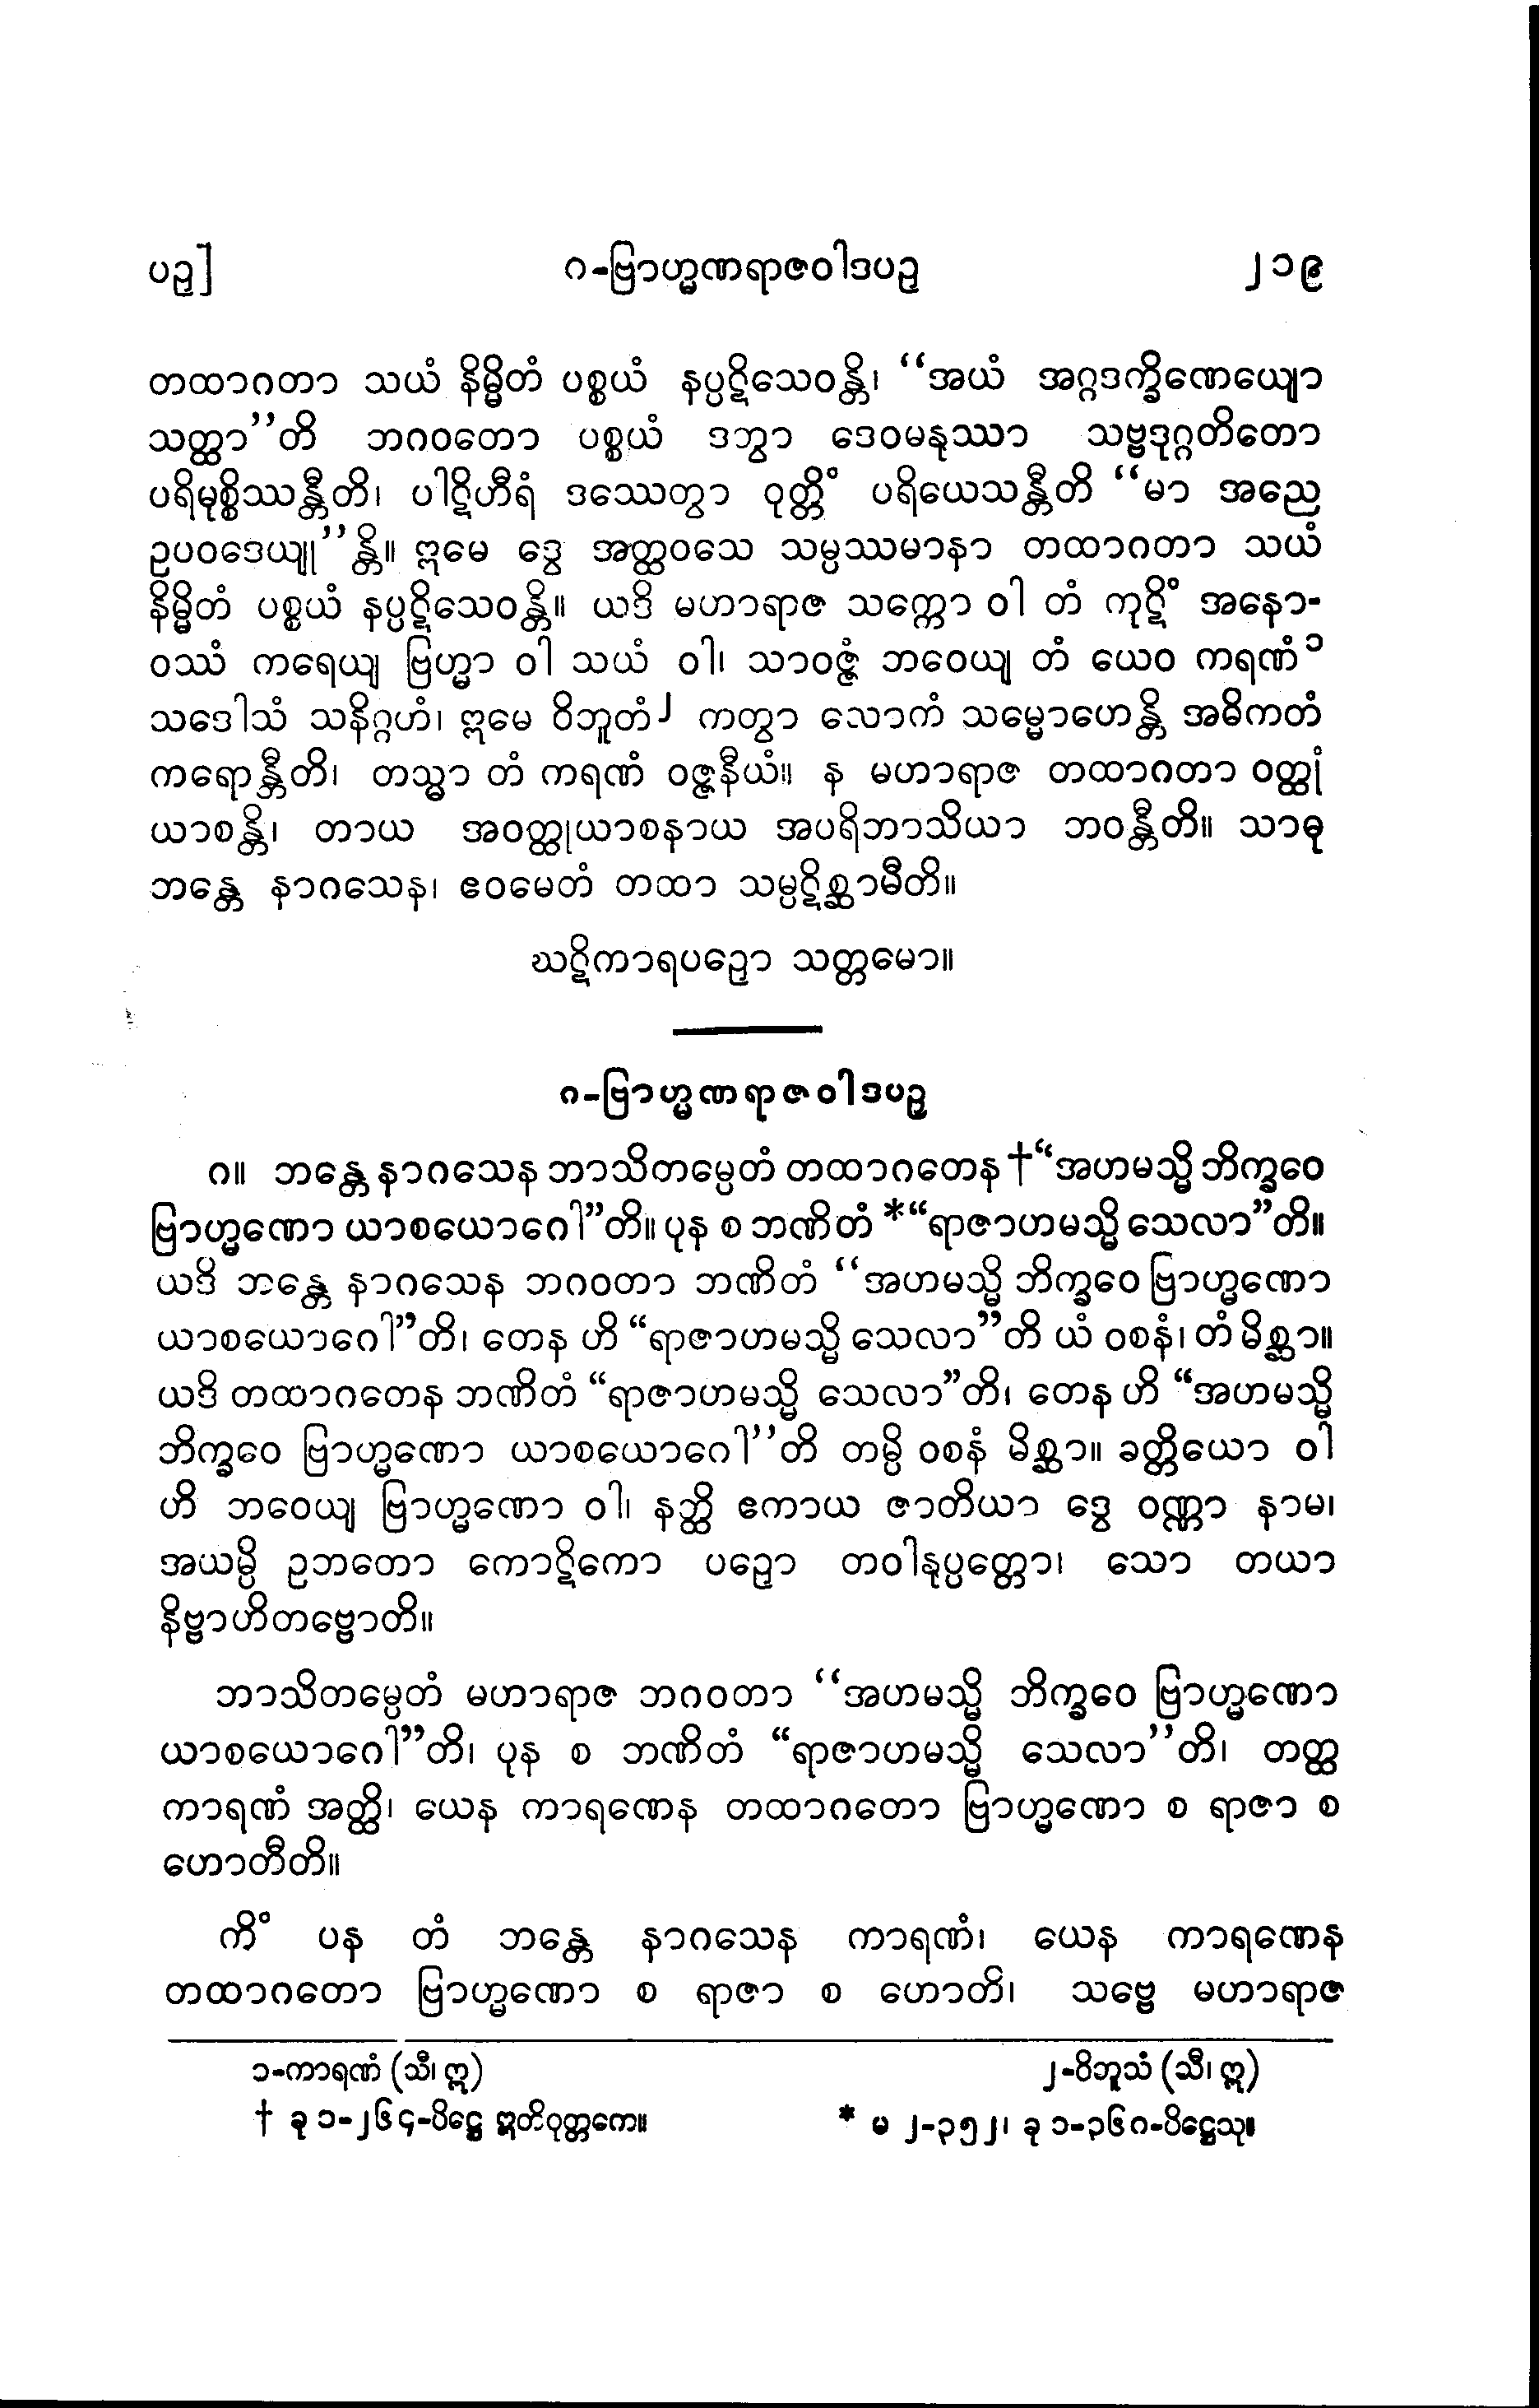 ပဉှ]
ဂ-ဗြာဟ္မဏရာဇဝါဒပဉှ
၂၁၉
တထာဂတာ သယံ နိမ္မိတံ ပစ္စယံ နပ္ပဋိသေဝန္တိ၊ ‘‘အယံ အဂ္ဂဒက္ခိဏေယျော
သတ္ထာ’’တိ ဘဂဝတော ပစ္စယံ ဒတွာ ဒေဝမနုဿာ သဗ္ဗဒုဂ္ဂတိတော
ပရိမုစ္စိဿန္တီတိ၊ ပါဋိဟီရံ ဒဿေတွာ ဝုတ္တိံ ပရိယေသန္တီတိ ‘‘မာ အညေ
ဥပဝဒေယျု’’န္တိ။ ဣမေ ဒွေ အတ္ထဝသေ သမ္ပဿမာနာ တထာဂတာ သယံ
နိမ္မိတံ ပစ္စယံ နပ္ပဋိသေဝန္တိ။ ယဒိ မဟာရာဇ သက္ကော ဝါ တံ ကုဋိံ အနော-
ဝဿံ ကရေယျ ဗြဟ္မာ ဝါ သယံ ဝါ၊ သာဝဇ္ဇံ ဘဝေယျ တံ ယေဝ ကရဏံ၁
သဒေါသံ သနိဂ္ဂဟံ၊ ဣမေ ဝိဘူတံ၂ ကတွာ လောကံ သမ္မောဟေန္တိ အဓိကတံ
ကရောန္တီတိ၊ တသ္မာ တံ ကရဏံ ဝဇ္ဇနီယံ။ န မဟာရာဇ တထာဂတာ ဝတ္ထုံ
ယာစန္တိ၊ တာယ အဝတ္ထုယာစနာယ အပရိဘာသိယာ ဘဝန္တီတိ။ သာဓု
ဘန္တေ နာဂသေန၊ ဧဝမေတံ တထာ သမ္ပဋိစ္ဆာမီတိ။
ဃဋိကာရပဉှော သတ္တမော။
ဂ-ဗြာဟ္မဏရာဇဝါဒပဉှ
ဂ။ ဘန္တေ နာဂသေန ဘာသိတမ္ပေတံ တထာဂတေန †“အဟမသ္မိ ဘိက္ခဝေ
ဗြာဟ္မဏော ယာစယောဂေါ”တိ။ ပုန စ ဘဏိတံ *“ရာဇာဟမသ္မိ သေလာ”တိ။
ယဒိ ဘန္တေ နာဂသေန ဘဂဝတာ ဘဏိတံ ‘‘အဟမသ္မိ ဘိက္ခဝေ ဗြာဟ္မဏော
ယာစယောဂေါ”တိ၊ တေန ဟိ “ရာဇာဟမသ္မိ သေလာ”တိ ယံ ဝစနံ၊ တံ မိစ္ဆာ။
ယဒိ တထာဂတေန ဘဏိတံ “ရာဇာဟမသ္မိ သေလာ”တိ၊ တေန ဟိ “အဟမသ္မိ
ဘိက္ခဝေ ဗြာဟ္မဏော ယာစယောဂေါ’’တိ တမ္ပိ ဝစနံ မိစ္ဆာ။ ခတ္တိယော ဝါ
ဟိ ဘဝေယျ ဗြာဟ္မဏော ဝါ၊ နတ္ထိ ဧကာယ ဇာတိယာ ဒွေ ဝဏ္ဏာ နာမ၊
အယမ္ပိ ဥဘတော ကောဋိကော ပဉှော တဝါနုပ္ပတ္တော၊ သော တယာ
နိဗ္ဗာဟိတဗ္ဗောတိ။
ဘာသိတမ္ပေတံ မဟာရာဇ ဘဂဝတာ ‘‘အဟမသ္မိ ဘိက္ခဝေ ဗြာဟ္မဏော
ယာစယောဂေါ”တိ၊ ပုန စ ဘဏိတံ “ရာဇာဟမသ္မိ သေလာ’’တိ၊ တတ္ထ
ကာရဏံ အတ္ထိ၊ ယေန ကာရဏေန တထာဂတော ဗြာဟ္မဏော စ ရာဇာ စ
ဟောတီတိ။
ကိံ ပန တံ ဘန္တေ နာဂသေန ကာရဏံ၊ ယေန ကာရဏေန
တထာဂတော ဗြာဟ္မဏော စ ရာဇာ စ ဟောတိ၊ သဗ္ဗေ မဟာရာဇ
၁-ကာရဏံ (သီ၊ ဣ)
၂-ဝိဘူသံ (သီ၊ ဣ)
† ခု ၁-၂၆၄-ပိဋ္ဌေ ဣတိဝုတ္တကေ။
* မ ၂-၃၅၂၊ ခု ၁-၃၆ဂ-ပိဋ္ဌေသု။